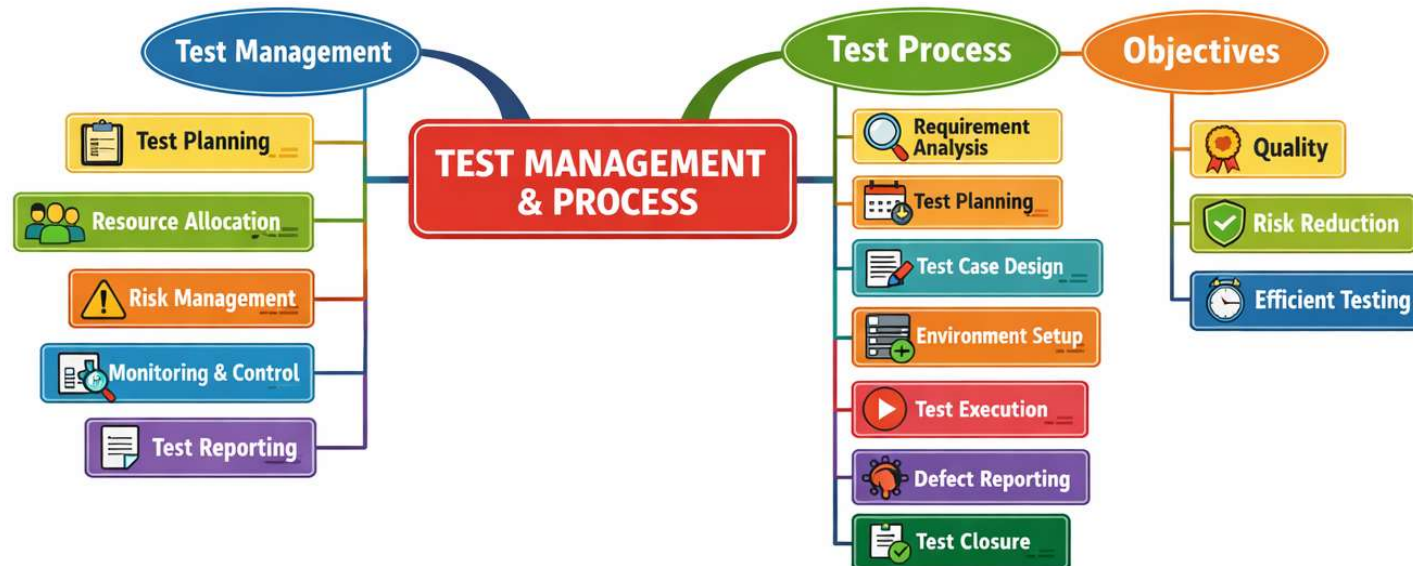 Test Management
Test Planning
Resource Allocation
Risk Management
Monitoring & Control
Test Reporting
TEST MANAGEMENT
& PROCESS
Test Process
Requirement
Analysis
Test Planning
Test Case Design
Environment Setup
Test Execution
Defect Reporting
Test Closure
Objectives
Quality
Risk Reduction
Efficient Testing